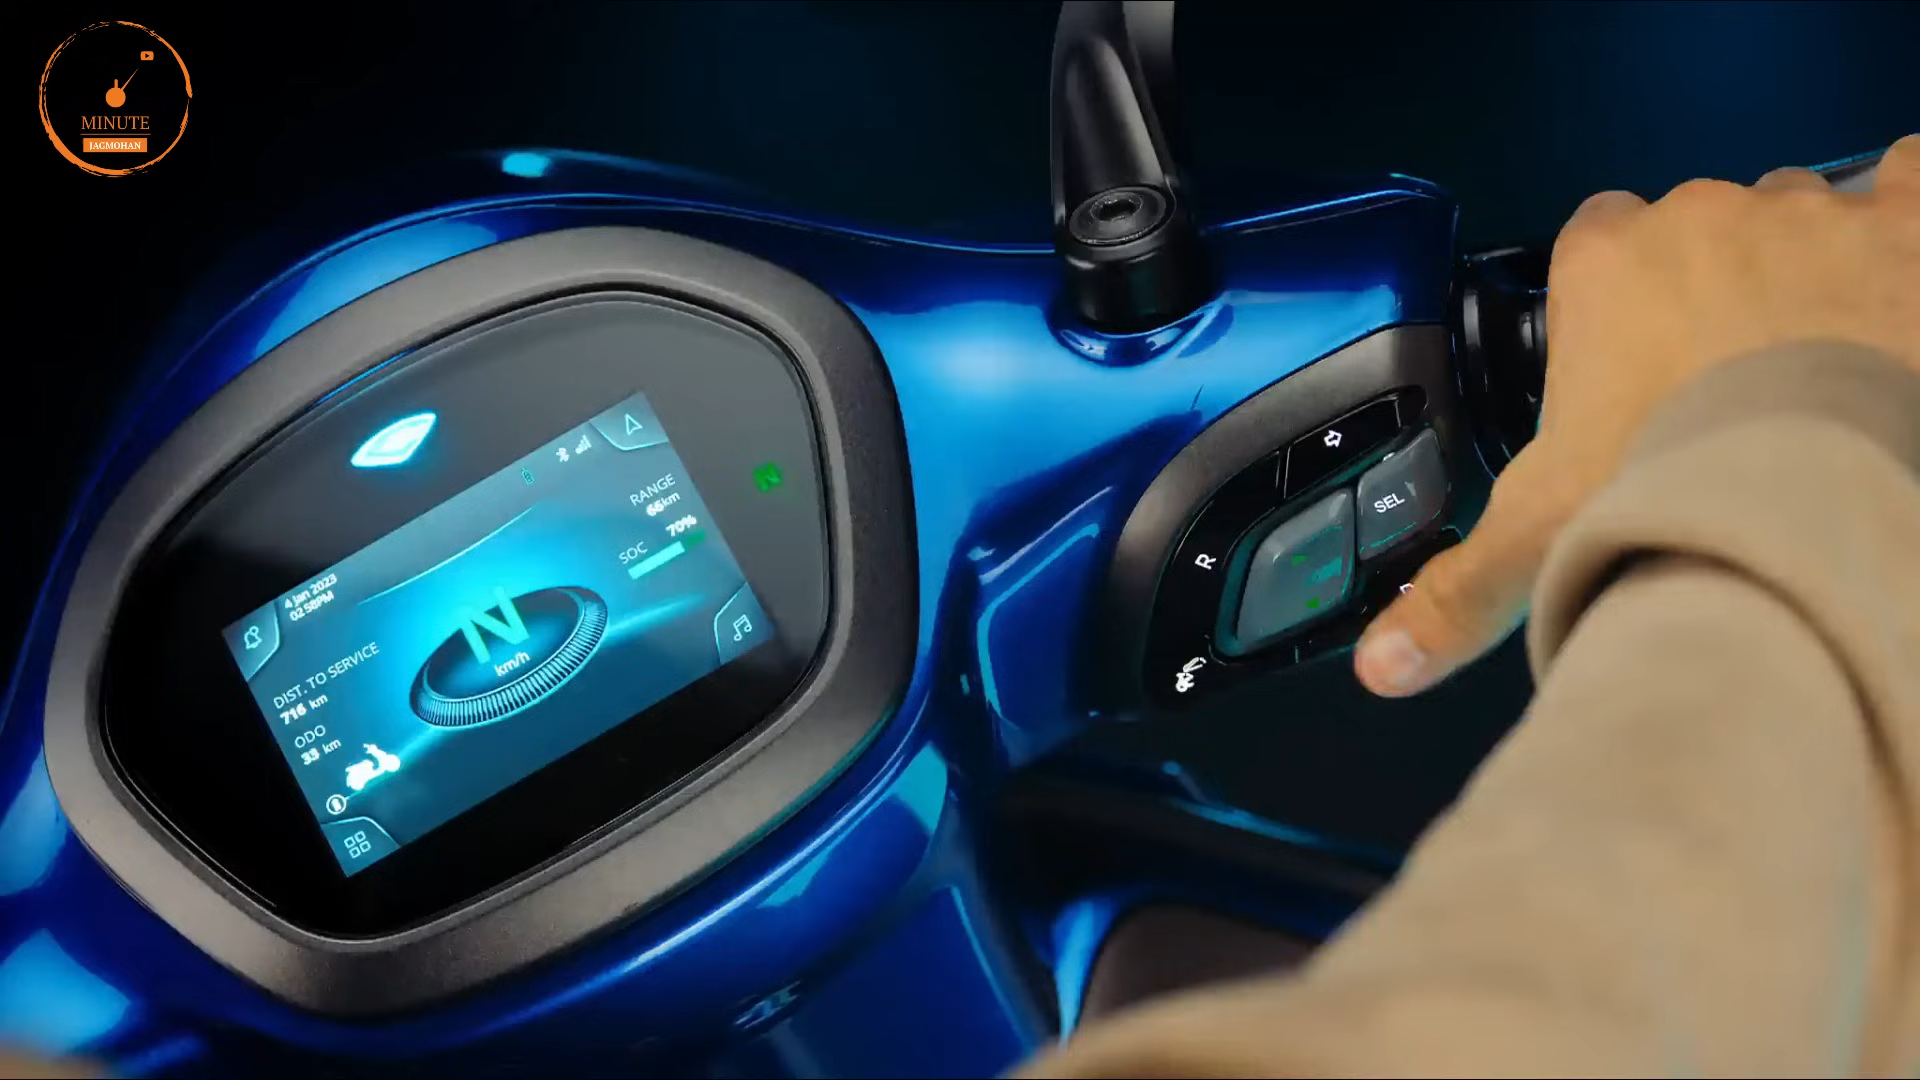 MINUTE
JAGMOHAN
RANGE
66km
70%
SOC
4 Jan 2023
02:58PM
N
km/h
DIST. TO SERVICE
716 km
ODO
33 km
N
SEL
R